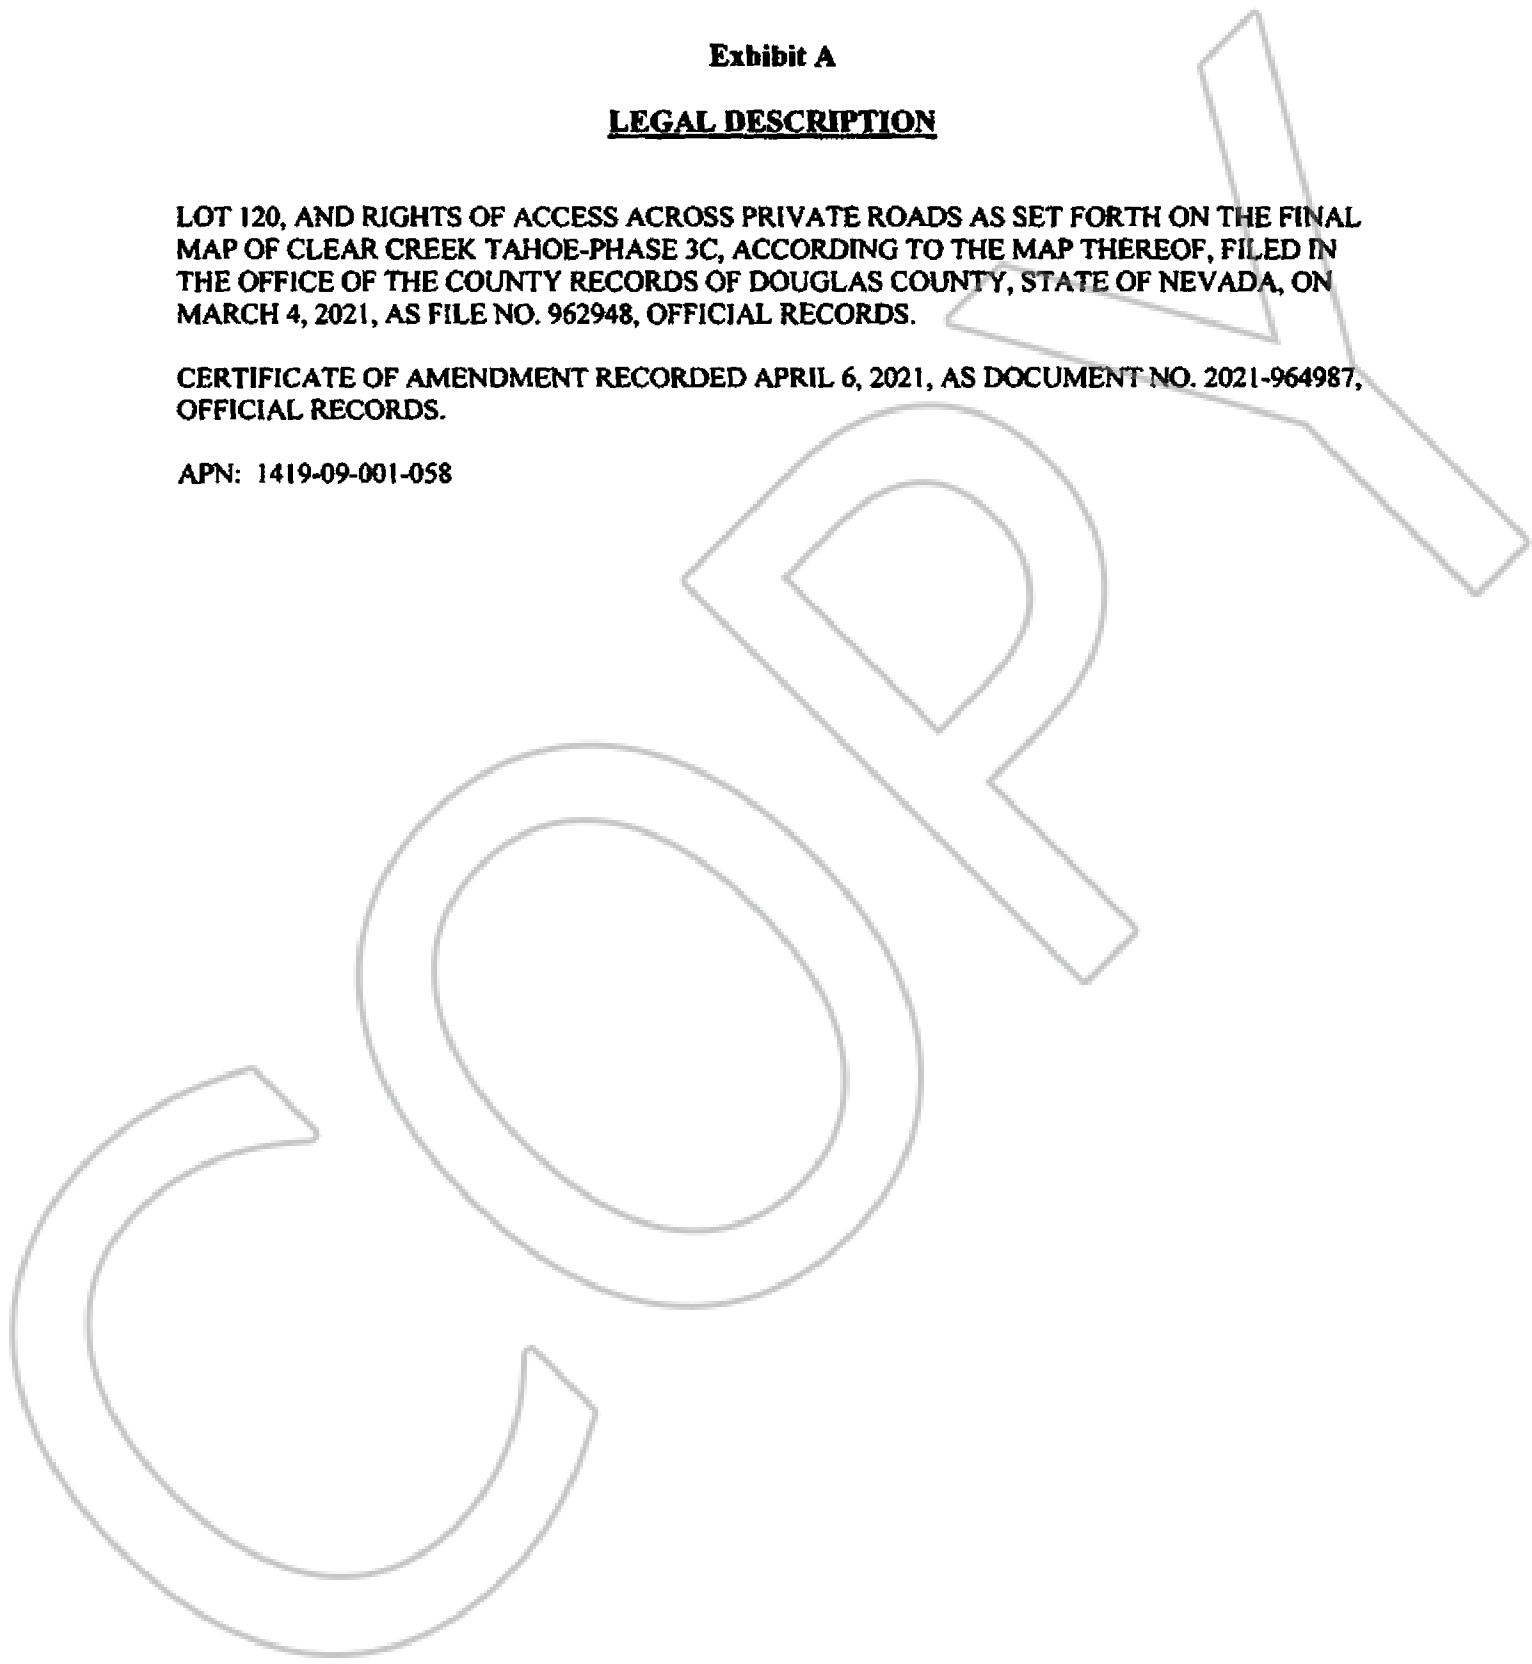 Exhibit A
LEGAL DESCRIPTION
LOT 120, AND RIGHTS OF ACCESS ACROSS PRIVATE ROADS AS SET FORTH ON THE FINAL
MAP OF CLEAR CREEK TAHOE-PHASE 3C, ACCORDING TO THE MAP THEREOF, FILED IN
THE OFFICE OF THE COUNTY RECORDS OF DOUGLAS COUNTY, STATE OF NEVADA, ON
MARCH 4, 2021, AS FILE NO. 962948, OFFICIAL RECORDS.
CERTIFICATE OF AMENDMENT RECORDED APRIL 6, 2021, AS DOCUMENT NO. 2021-964987,
OFFICIAL RECORDS.
APN: 1419-09-001-058
COPY